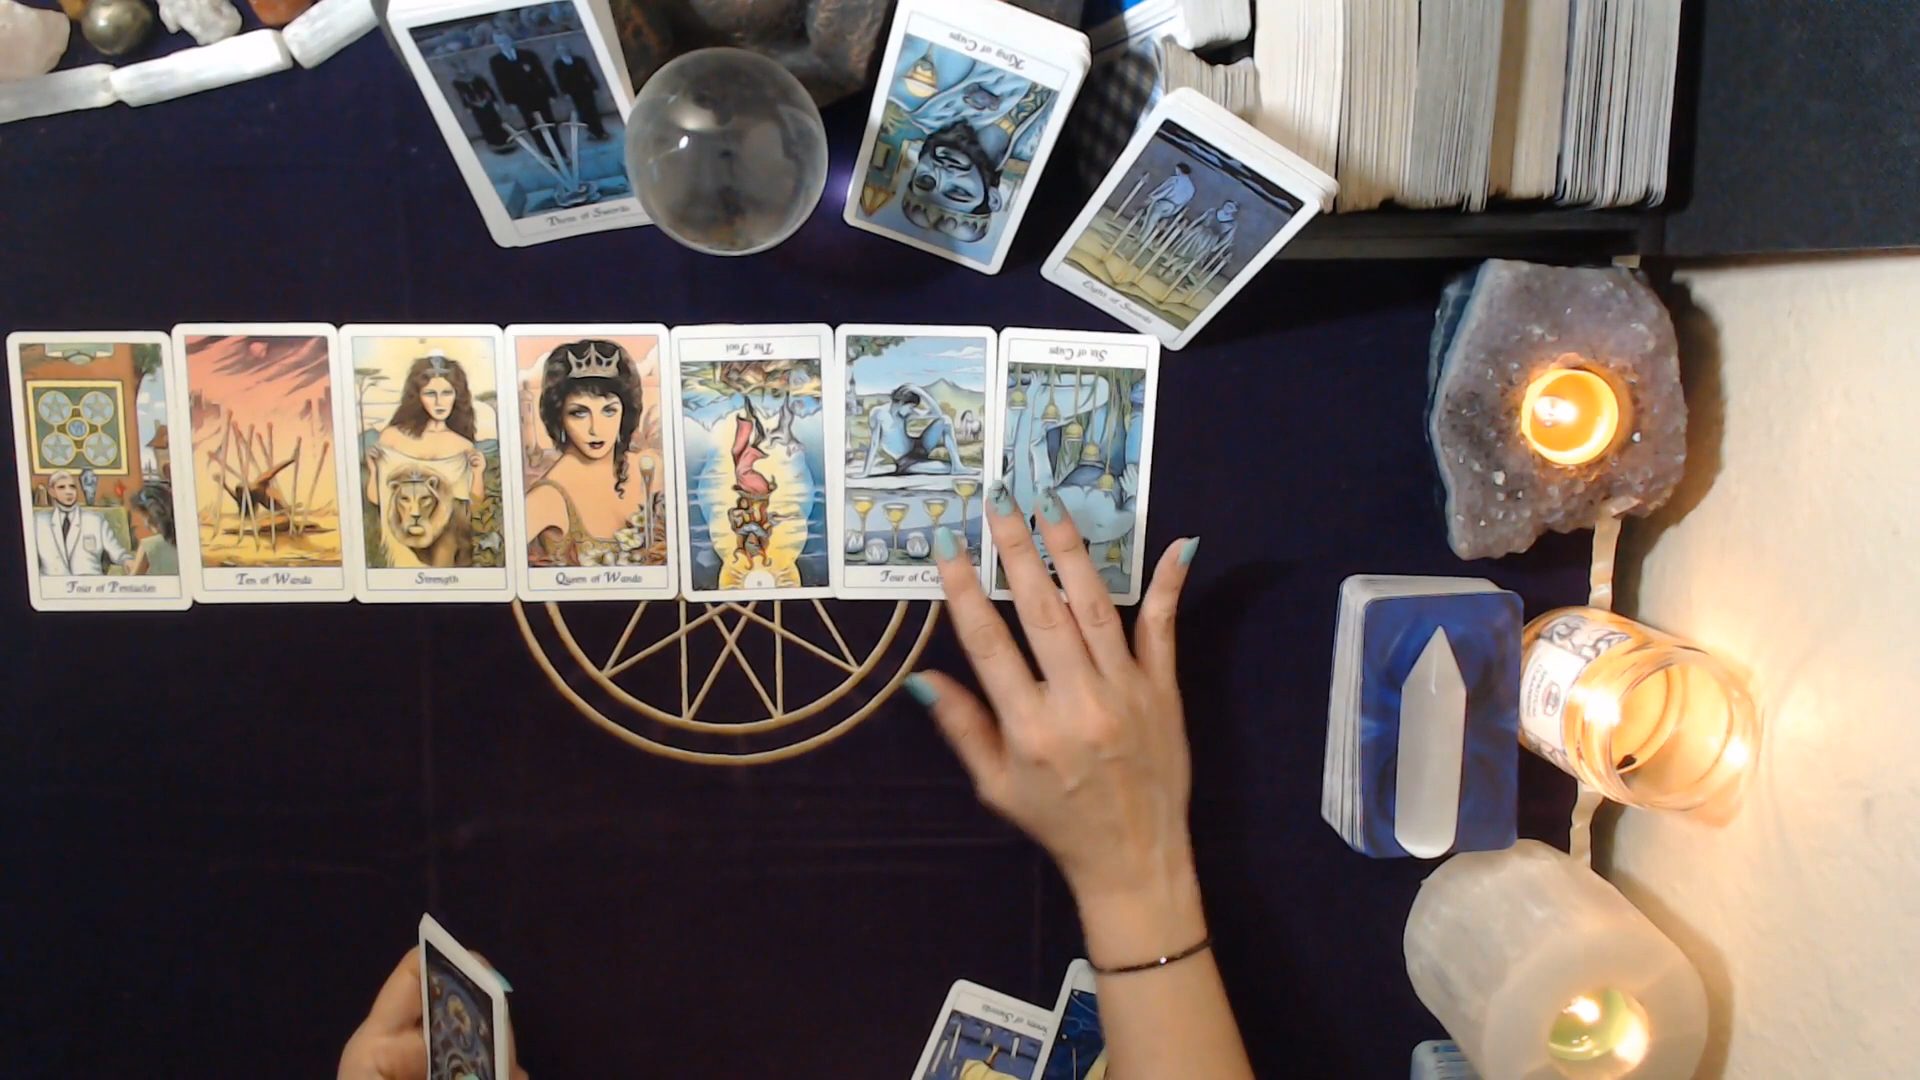 Three of Swords
King of Cups
Eight of Swords
Four of Pentacles
Ten of Wands
Strength
Queen of Wands
The Fool
Four of Cups
Six of Cups